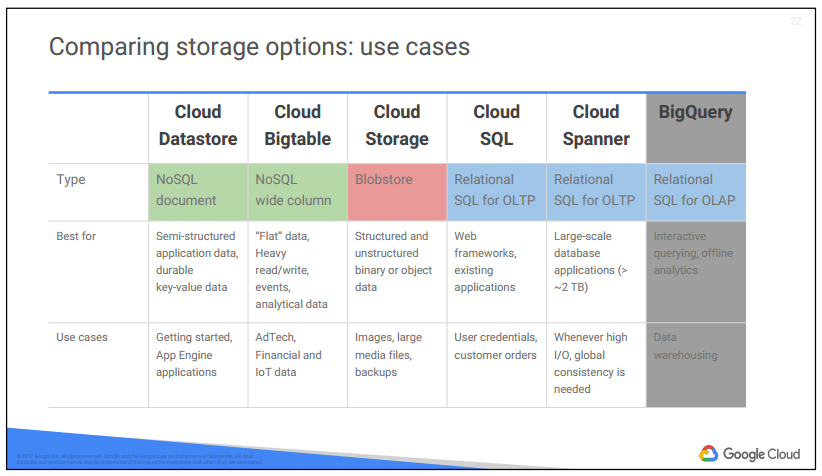 22
Comparing storage options: use cases
Cloud Datastore
Cloud Bigtable
Cloud Storage
Cloud SQL
Cloud Spanner
BigQuery
Type
NoSQL document
NoSQL wide column
Blobstore
Relational SQL for OLTP
Relational SQL for OLTP
Relational SQL for OLAP
Best for
Semi-structured application data, durable key-value data
“Flat” data, Heavy read/write, events, analytical data
Structured and unstructured binary or object data
Web frameworks, existing applications
Large-scale database applications (> ~2 TB)
Interactive querying, offline analytics
Use cases
Getting started, App Engine applications
AdTech, Financial and IoT data
Images, large media files, backups
User credentials, customer orders
Whenever high I/O, global consistency is needed
Data warehousing
Google Cloud